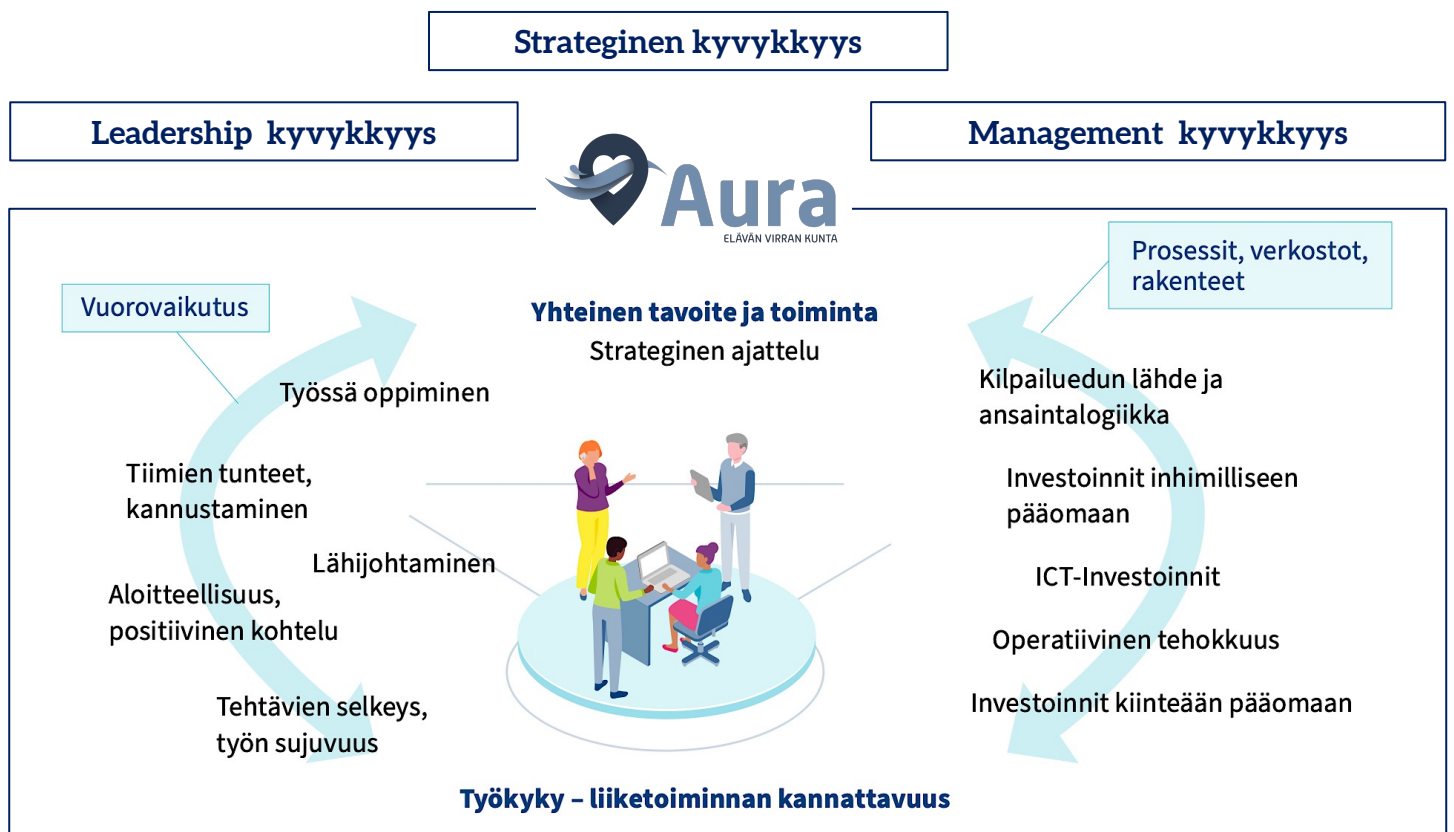 Strateginen kyvykkyys
Leadership kyvykkyys
Management kyvykkyys
Aura
ELÄVÄN VIRRAN KUNTA
Vuorovaikutus
Prosessit, verkostot,
rakenteet
Yhteinen tavoite ja toiminta
Strateginen ajattelu
Työssä oppiminen
Tiimien tunteet,
kannustaminen
Lähijohtaminen
Aloitteellisuus,
positiivinen kohtelu
Tehtävien selkeys,
työn sujuvuus
Kilpailuedun lähde ja
ansaintalogiikka
Investoinnit inhimilliseen
pääomaan
ICT-Investoinnit
Operatiivinen tehokkuus
Investoinnit kiinteään pääomaan
Työkyky – liiketoiminnan kannattavuus